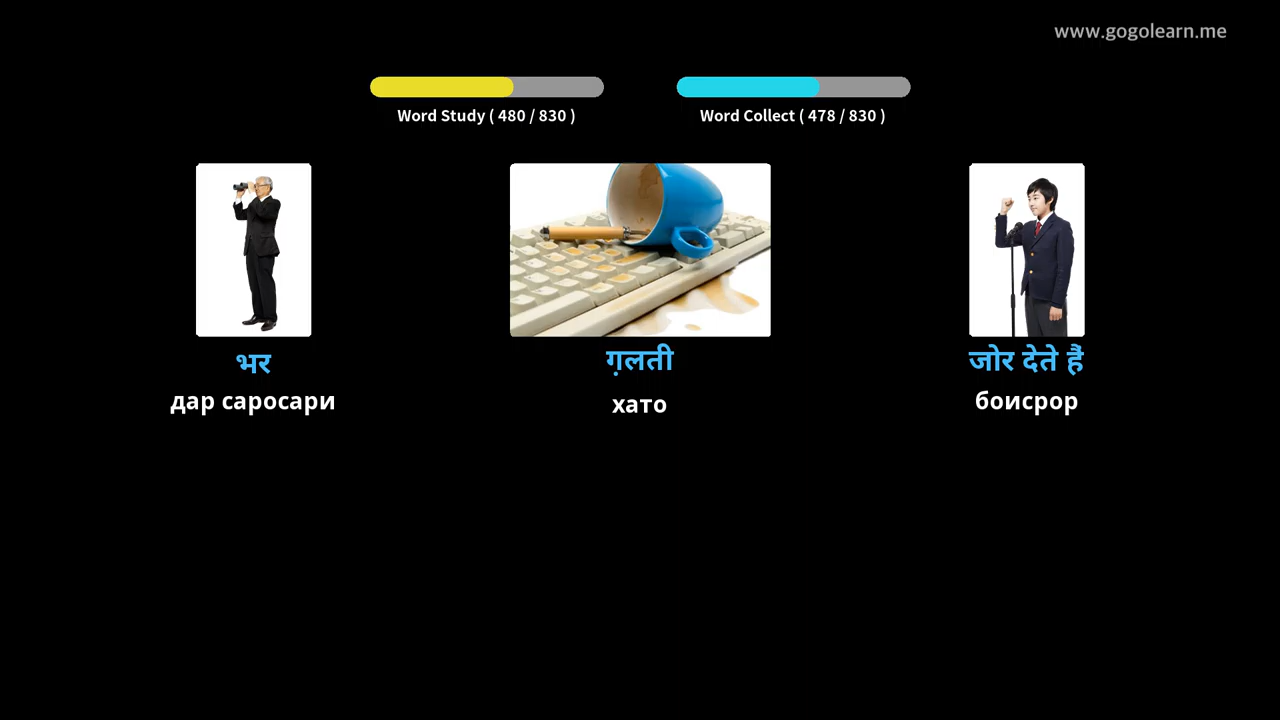 www.gogolearn.me
Word Study ( 480 / 830 )
Word Collect ( 478 / 830 )
भर
ग़लती
जोर देते हैं
дар саросари
хато
боисрор